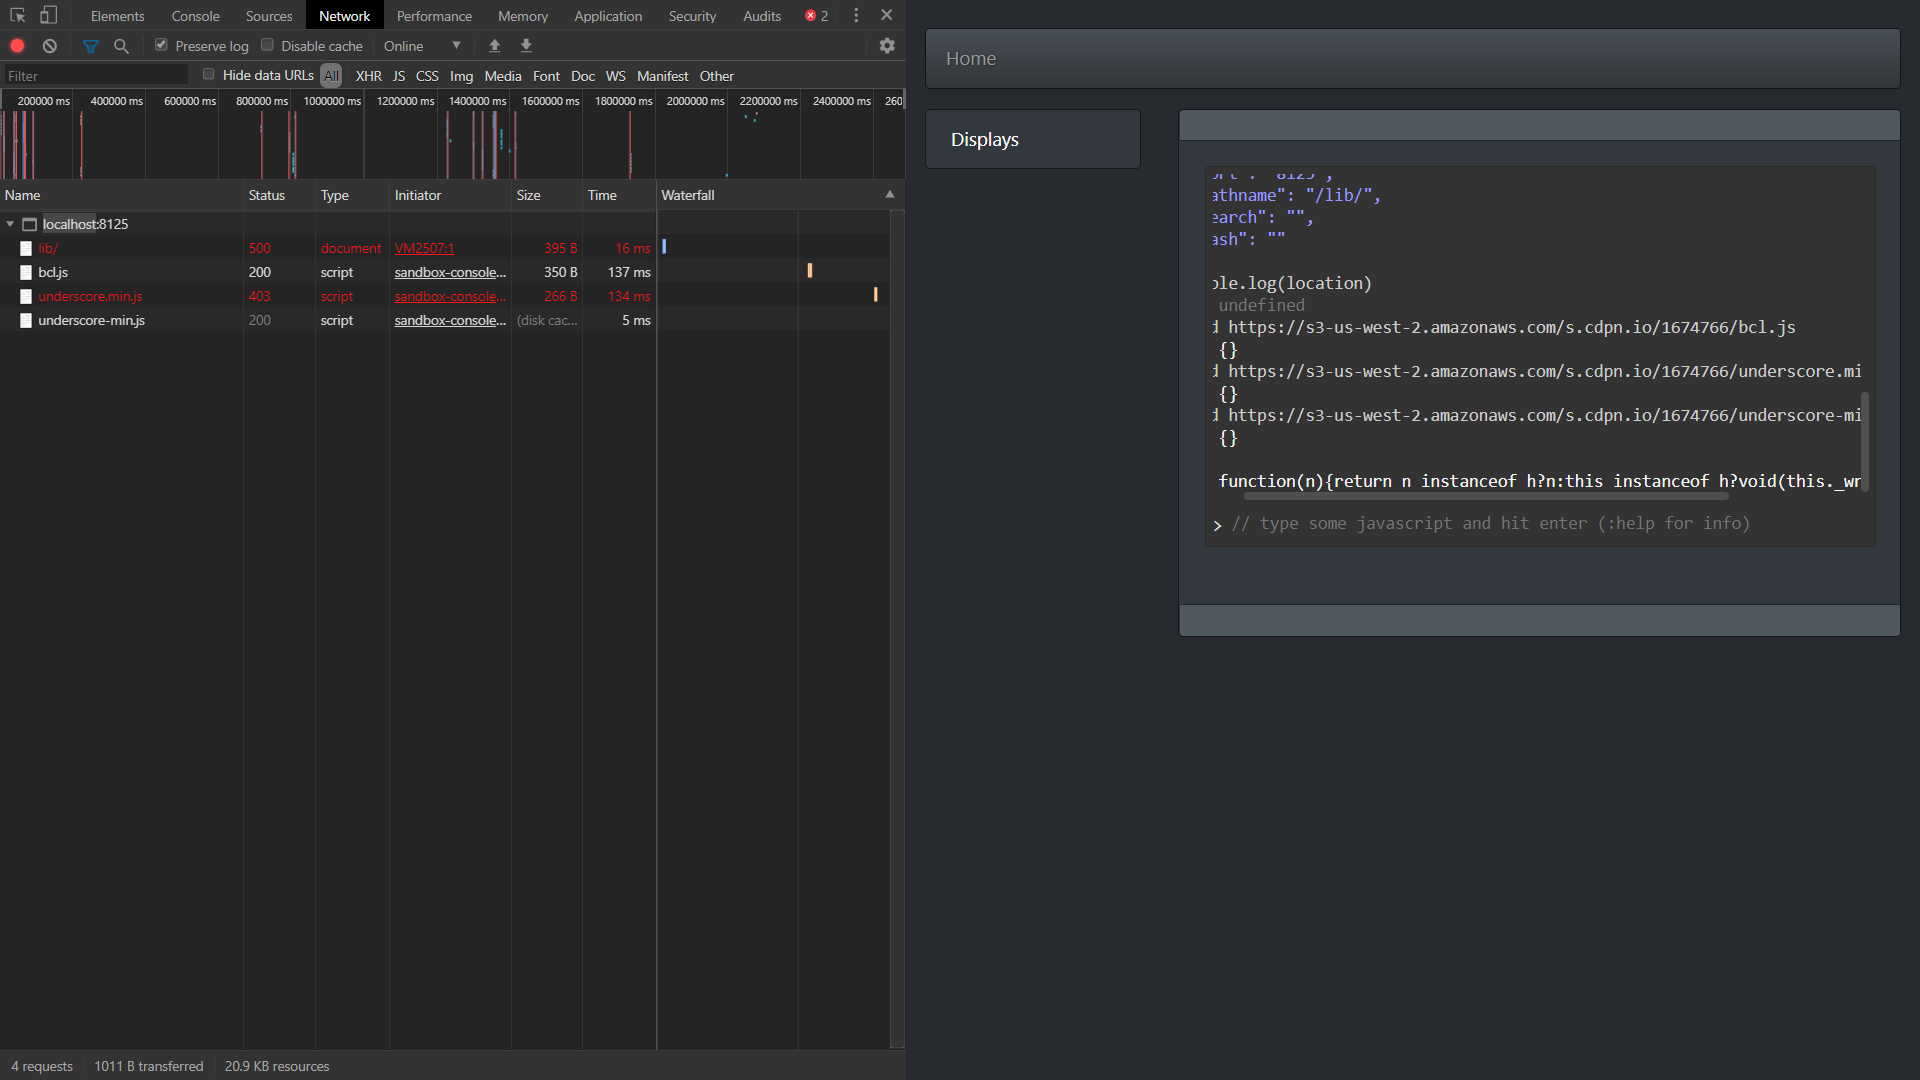 Elements Console Sources Network Performance Memory Application Security Audits 2
Preserve log Disable cache Online
Filter Hide data URLs All XHR JS CSS Img Media Font Doc WS Manifest Other
200000 ms 400000 ms 600000 ms 800000 ms 1000000 ms 1200000 ms 1400000 ms 1600000 ms 1800000 ms 2000000 ms 2200000 ms 2400000 ms 260
Name Status Type Initiator Size Time Waterfall
localhost:8125
lib/ 500 document VM2507:1 395 B 16 ms
bcl.js 200 script sandbox-console... 350 B 137 ms
underscore.min.js 403 script sandbox-console... 266 B 134 ms
underscore-min.js 200 script sandbox-console... (disk cac... 5 ms
4 requests 1011 B transferred 20.9 KB resources
Home
Displays
ort": "8125",
athname": "/lib/",
earch": "",
ash": ""
ole.log(location)
undefined
d https://s3-us-west-2.amazonaws.com/s.cdpn.io/1674766/bcl.js
{}
d https://s3-us-west-2.amazonaws.com/s.cdpn.io/1674766/underscore.mi
{}
d https://s3-us-west-2.amazonaws.com/s.cdpn.io/1674766/underscore-mi
{}
function(n){return n instanceof h?n:this instanceof h?void(this._wr
> // type some javascript and hit enter (:help for info)